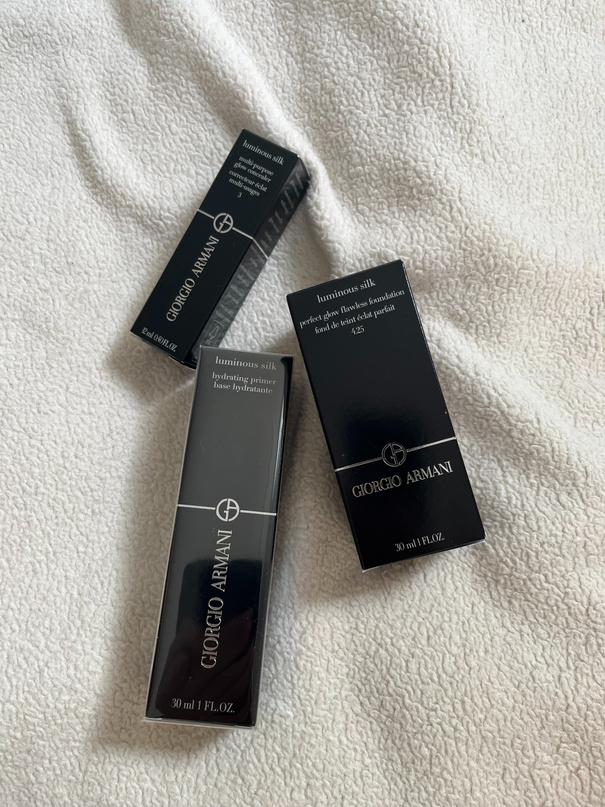 luminous silk
multi-purpose
glow concealer
correcteur éclat
multi-usages
3
GIORGIO ARMANI
12 ml 0.40 FL.OZ.
luminous silk
perfect glow flawless foundation
fond de teint éclat parfait
4.25
GIORGIO ARMANI
30 ml 1 FL.OZ.
luminous silk
hydrating primer
base hydratante
GIORGIO ARMANI
30 ml 1 FL.OZ.